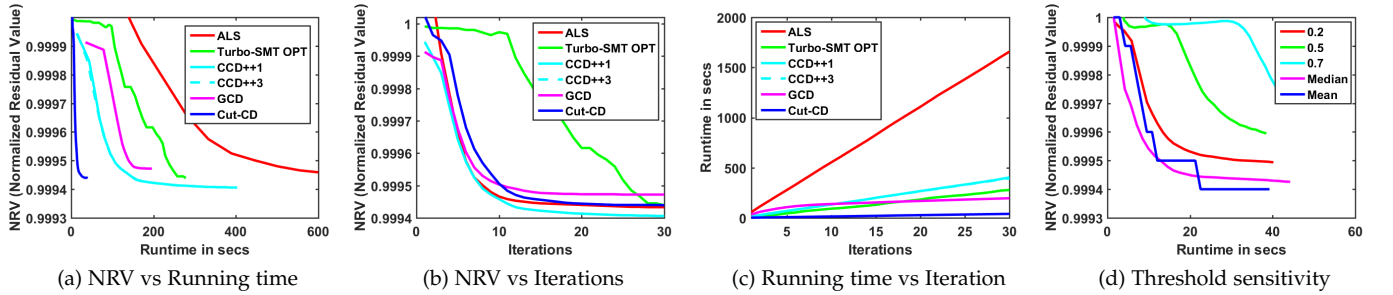 NRV (Normalized Residual Value)
0.9999
0.9998
0.9997
0.9996
0.9995
0.9994
0.9993
0
200
400
600
Runtime in secs
ALS
Turbo-SMT OPT
CCD++1
CCD++3
GCD
Cut-CD
(a) NRV vs Running time
NRV (Normalized Residual Value)
1
0.9999
0.9998
0.9997
0.9996
0.9995
0.9994
0.9993
0
10
20
30
Iterations
ALS
Turbo-SMT OPT
CCD++1
CCD++3
GCD
Cut-CD
(b) NRV vs Iterations
Runtime in secs
2000
1500
1000
500
0
5
10
15
20
25
30
Iterations
ALS
Turbo-SMT OPT
CCD++1
CCD++3
GCD
Cut-CD
(c) Running time vs Iteration
NRV (Normalized Residual Value)
1
0.9999
0.9998
0.9997
0.9996
0.9995
0.9994
0.9993
0
20
40
60
Runtime in secs
0.2
0.5
0.7
Median
Mean
(d) Threshold sensitivity